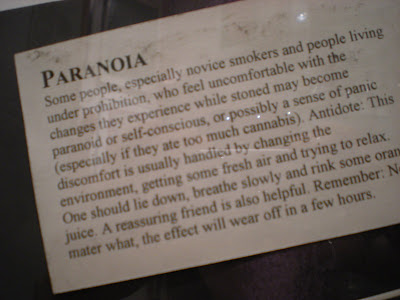 PARANOIA
Some people, especially novice smokers and people living
under prohibition, who feel uncomfortable with the
changes they experience while stoned may become
paranoid or self-conscious, or possibly a sense of panic
(especially if they ate too much cannabis). Antidote: This
discomfort is usually handled by changing the
environment, getting some fresh air and trying to relax.
One should lie down, breathe slowly and rink some
juice. A reassuring friend is also helpful. Remember:
mater what, the effect will wear off in a few hours.